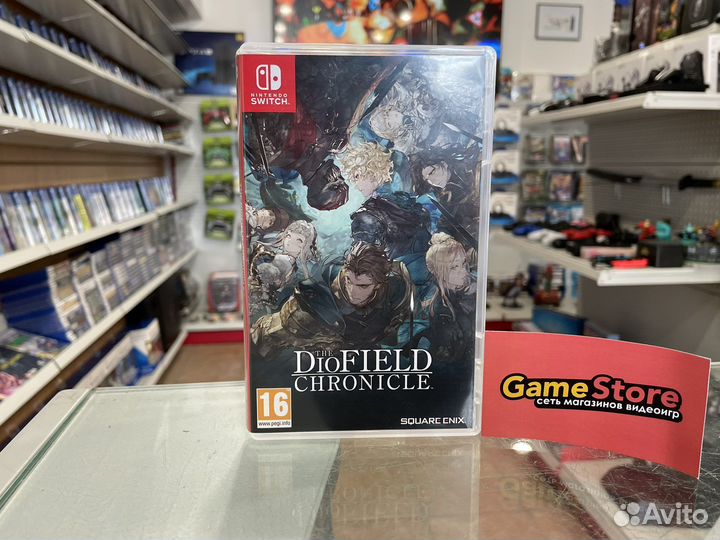 NINTENDO
SWITCH
THE
DIOFIELD
CHRONICLE
16
www.pegi.info
SQUARE ENIX
GameStore
сеть магазинов видеоигр
Avito